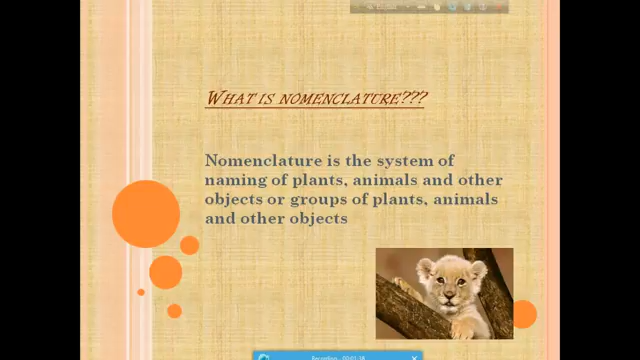 WHAT IS NOMENCLATURE???
Nomenclature is the system of
naming of plants, animals and other
objects or groups of plants, animals
and other objects